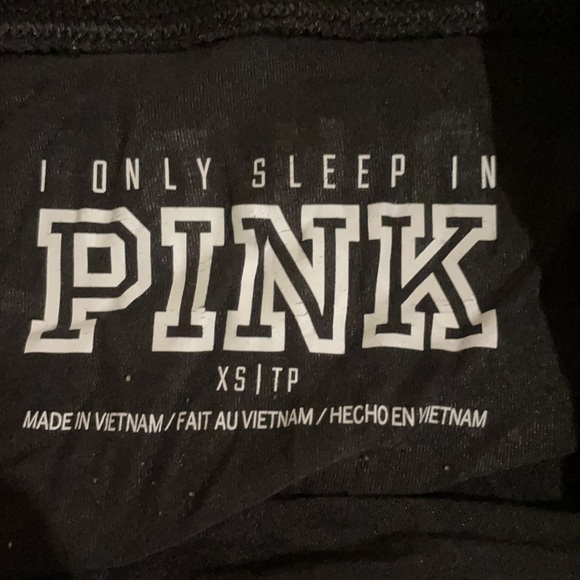 I ONLY SLEEP IN
PINK
XS|TP
MADE IN VIETNAM / FAIT AU VIETNAM / HECHO EN VIETNAM